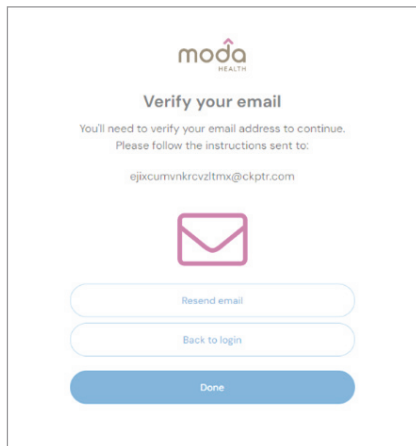 moda
HEALTH
Verify your email
You'll need to verify your email address to continue.
Please follow the instructions sent to:
ejixcumvnkrcvzltmx@ckptr.com
Resend email
Back to login
Done